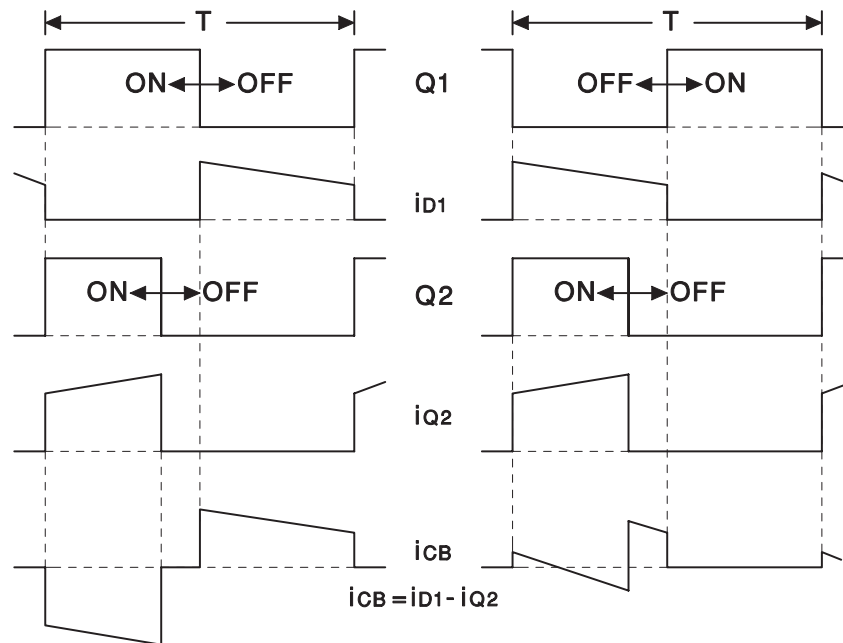 T T
ON OFF Q1 OFF ON
iD1
ON OFF Q2 ON OFF
iQ2
iCB
iCB = iD1 - iQ2